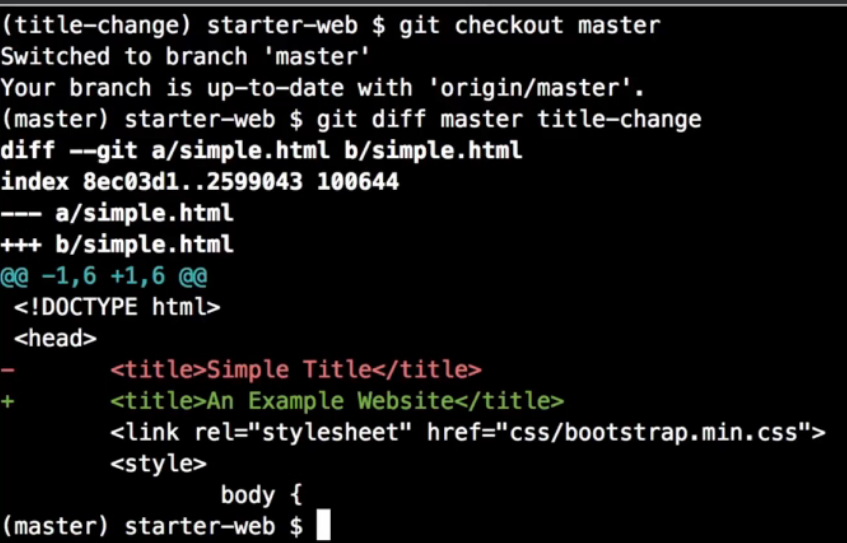 (title-change) starter-web $ git checkout master
Switched to branch 'master'
Your branch is up-to-date with 'origin/master'.
(master) starter-web $ git diff master title-change
diff --git a/simple.html b/simple.html
index 8ec03d1..2599043 100644
--- a/simple.html
+++ b/simple.html
@@ -1,6 +1,6 @@
 <!DOCTYPE html>
 <head>
-       <title>Simple Title</title>
+       <title>An Example Website</title>
        <link rel="stylesheet" href="css/bootstrap.min.css">
        <style>
                body {
(master) starter-web $